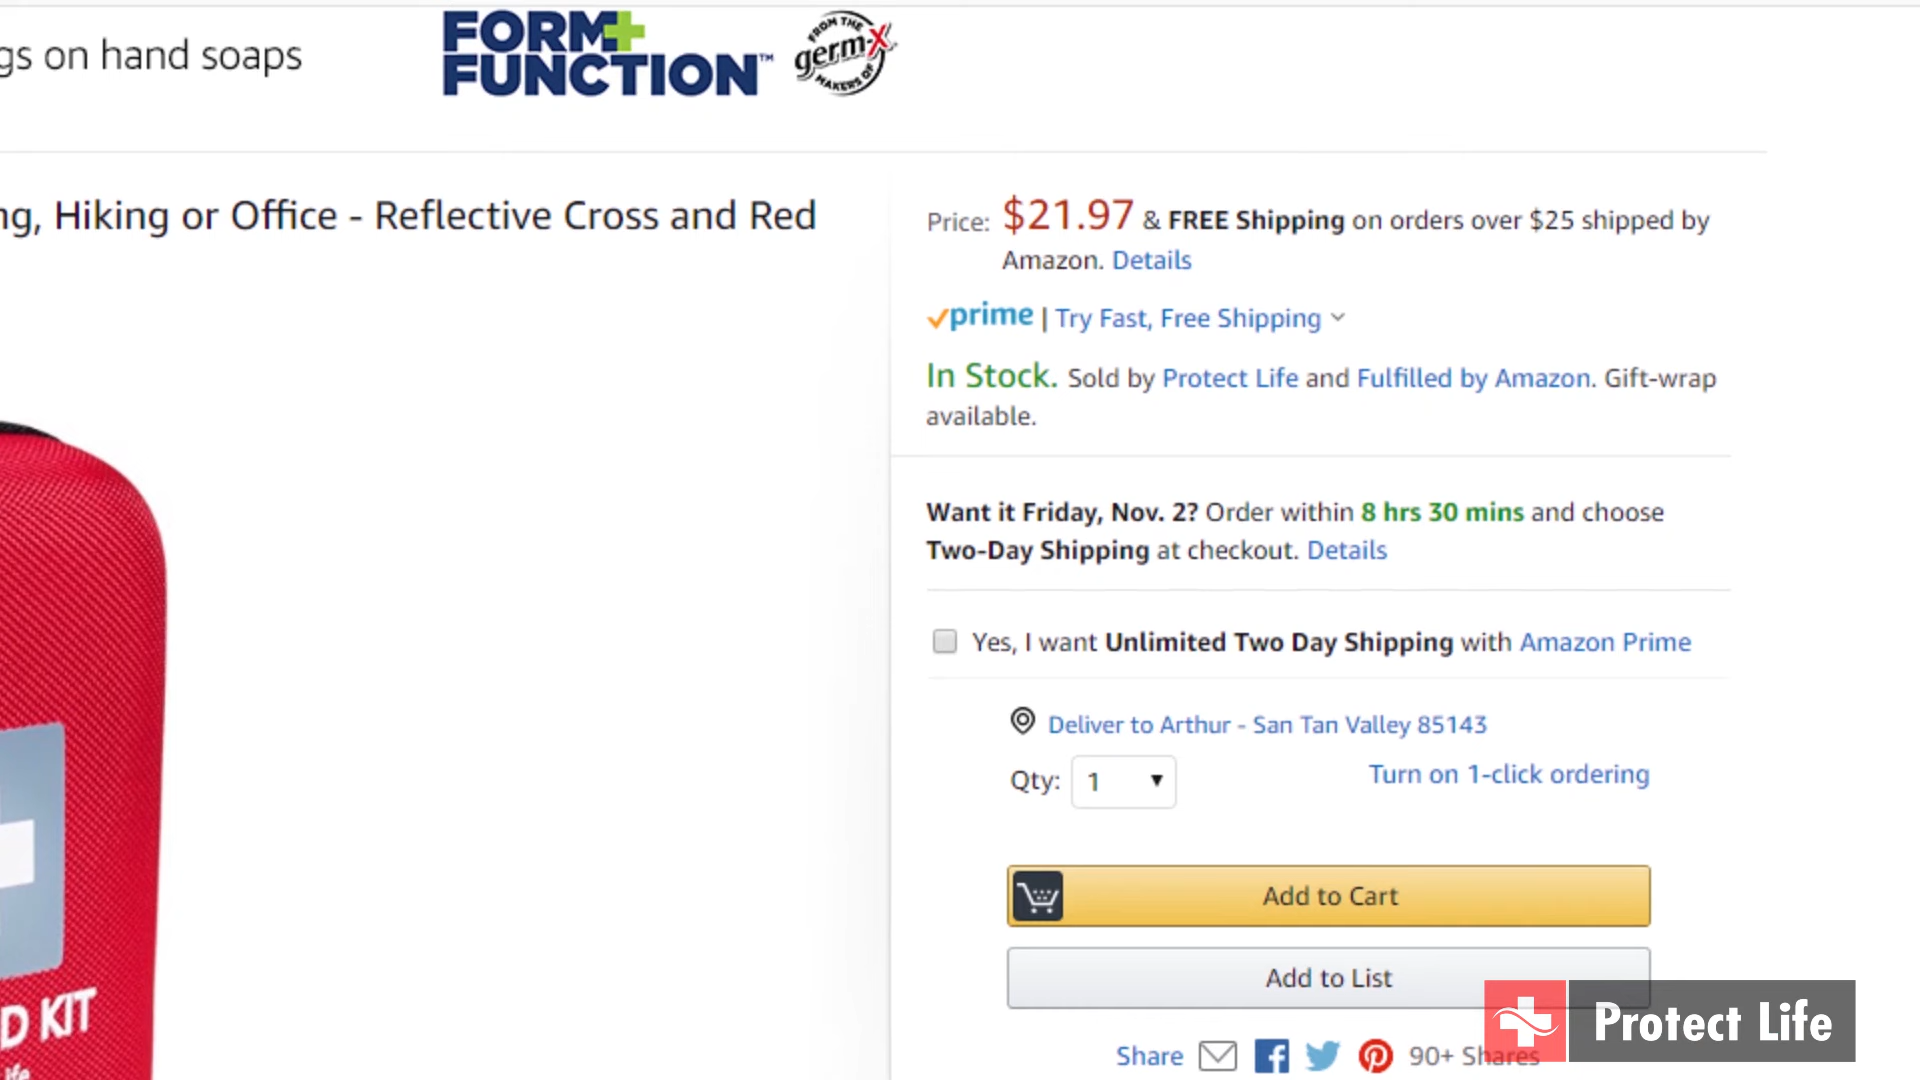 gs on hand soaps
FORM+
FUNCTION™
FROM THE
germ-x
MAKERS OF
ng, Hiking or Office - Reflective Cross and Red
Price: $21.97 & FREE Shipping on orders over $25 shipped by
Amazon. Details
prime | Try Fast, Free Shipping
In Stock. Sold by Protect Life and Fulfilled by Amazon. Gift-wrap
available.
Want it Friday, Nov. 2? Order within 8 hrs 30 mins and choose
Two-Day Shipping at checkout. Details
Yes, I want Unlimited Two Day Shipping with Amazon Prime
Deliver to Arthur - San Tan Valley 85143
Qty: 1
Turn on 1-click ordering
Add to Cart
Add to List
D KIT
ife
Share
90+ Shares
Protect Life